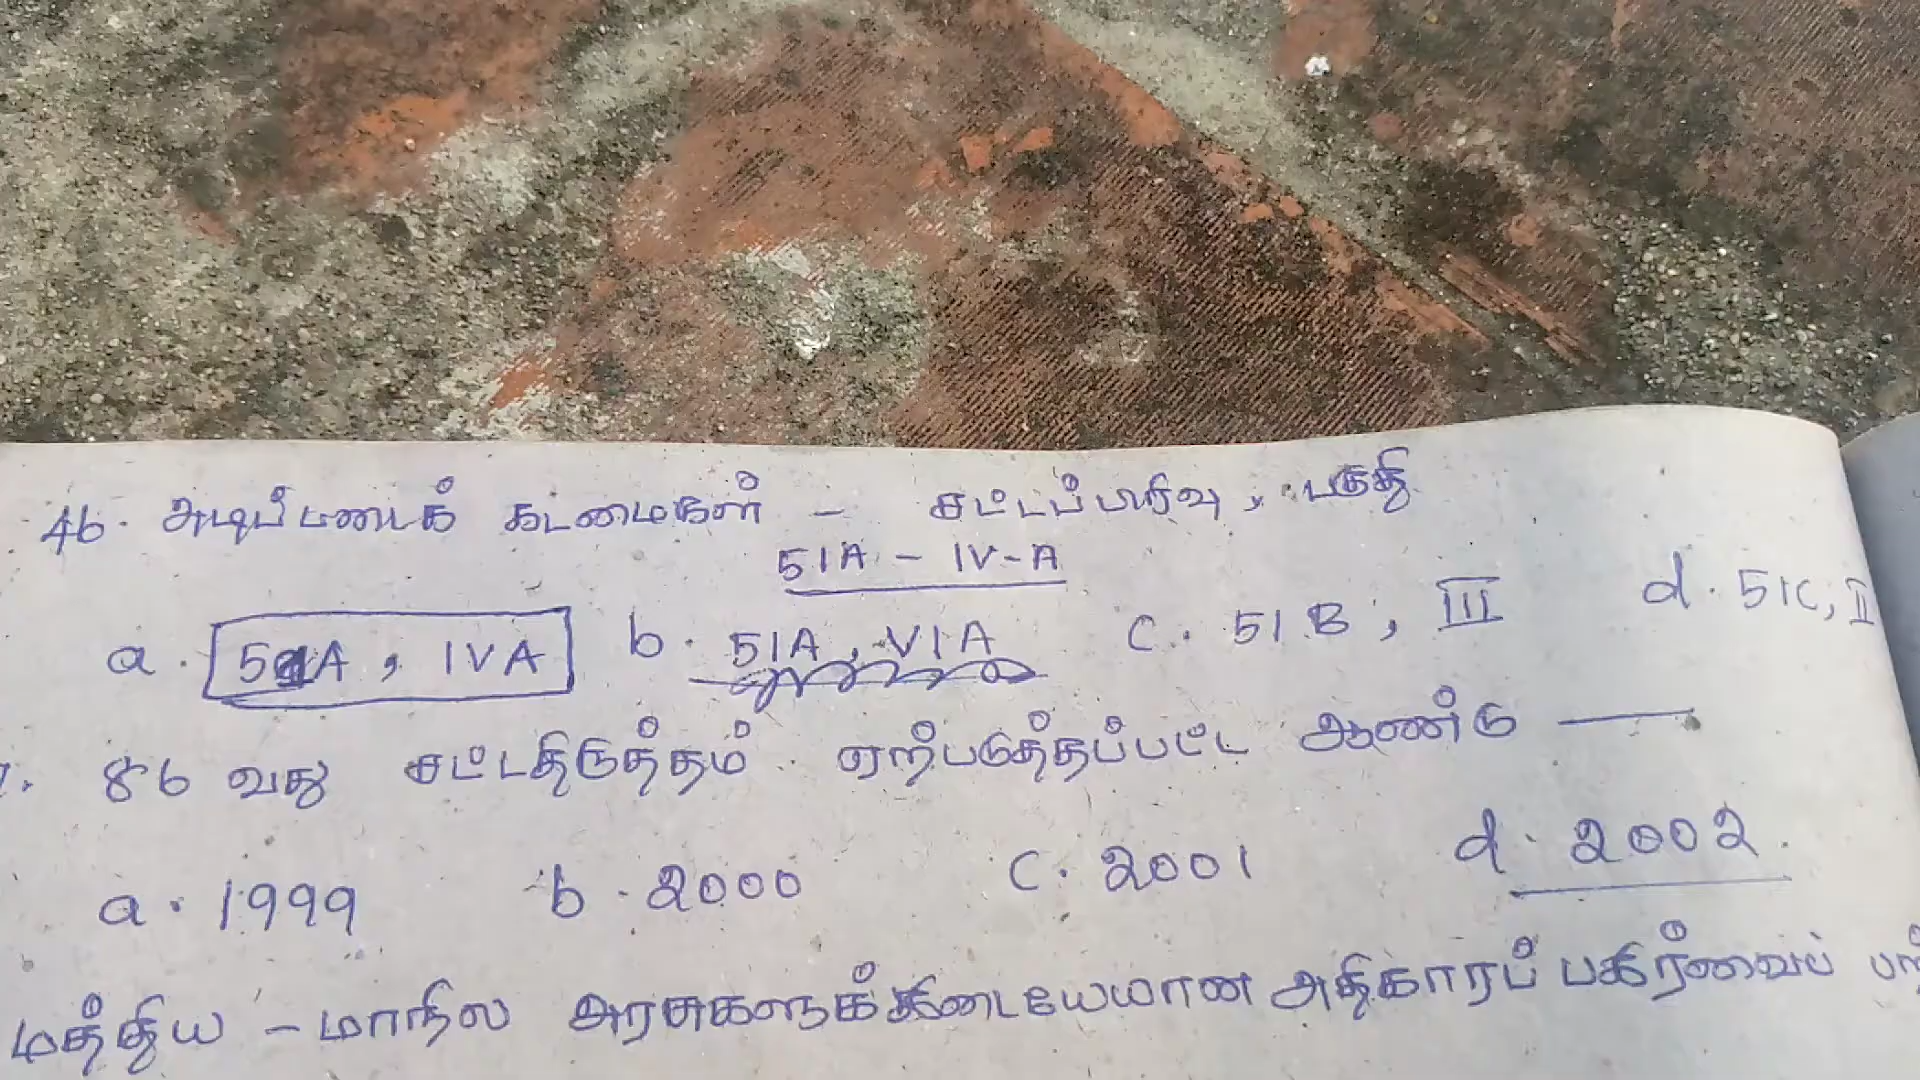 46. அடிப்படைக் கடமைகள் - சட்டப்பிரிவு, பகுதி
51A - IV-A
a. 51A, IVA b. 51A, VIA c. 51B, III d. 51C, II
7. 86 வது சட்டதிருத்தம் ஏற்படுத்தப்பட்ட ஆண்டு ——
a. 1999 b. 2000 c. 2001 d. 2002
மத்திய - மாநில அரசுகளுக்கிடையேயான அதிகாரப் பகிர்வைப்